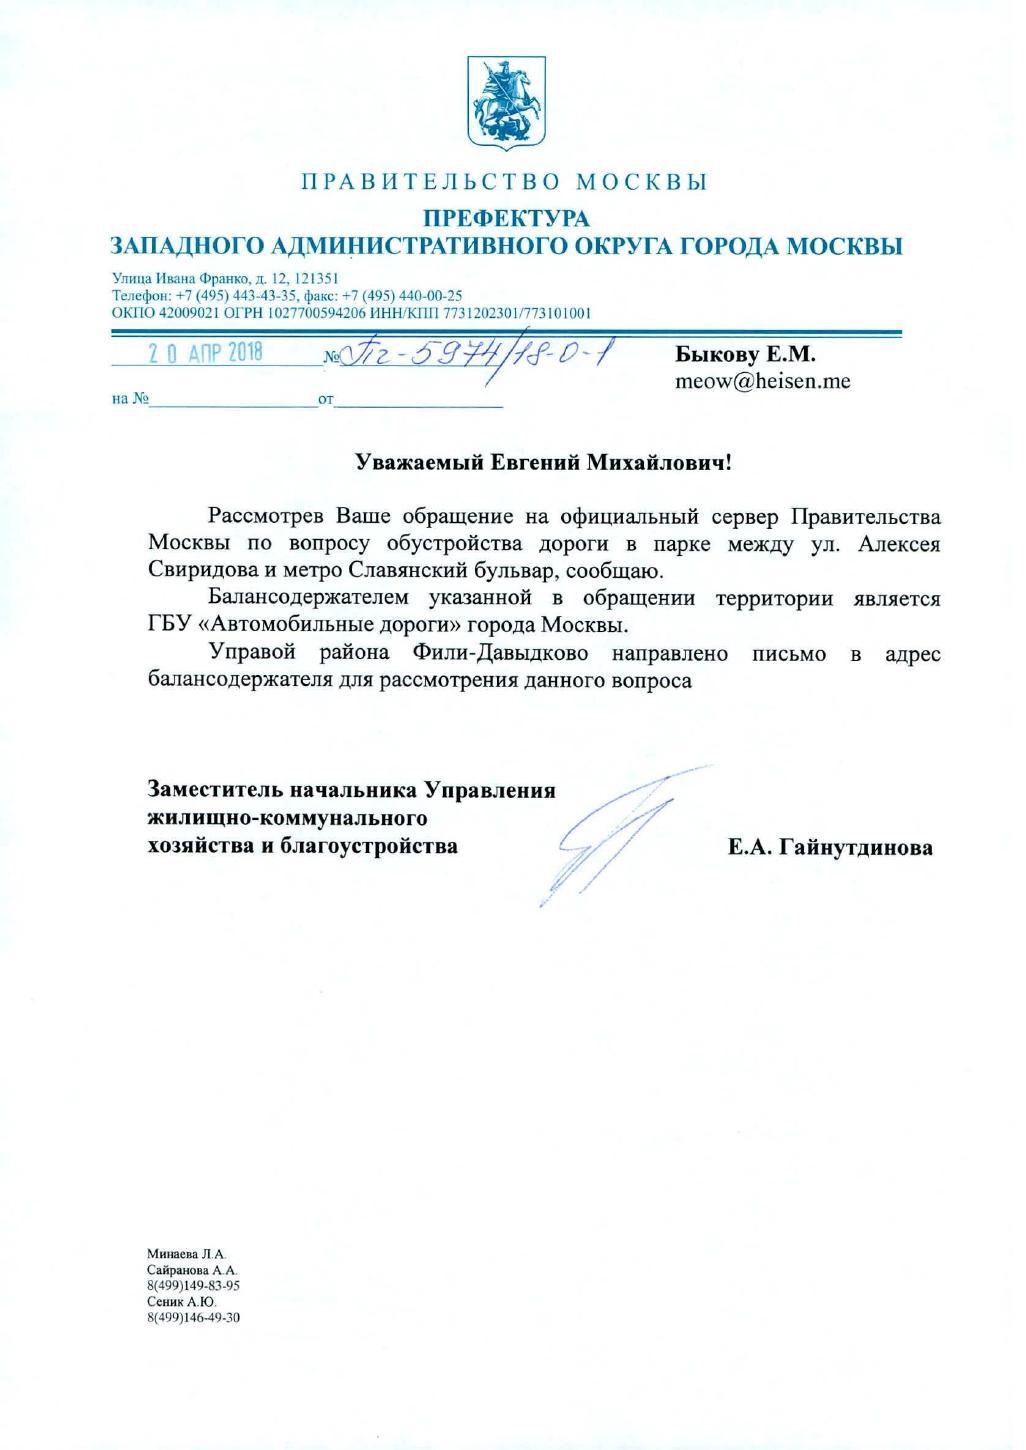 ПРАВИТЕЛЬСТВО МОСКВЫ
ПРЕФЕКТУРА
ЗАПАДНОГО АДМИНИСТРАТИВНОГО ОКРУГА ГОРОДА МОСКВЫ
Улица Ивана Франко, д. 12, 121351
Телефон: +7 (495) 443-43-35, факс: +7 (495) 440-00-25
ОКПО 42009021 ОГРН 1027700594206 ИНН/КПП 7731202301/773101001
20 АПР 2018 № Пг-5974/18-0-1
на № от
Быкову Е.М.
meow@heisen.me
Уважаемый Евгений Михайлович!
Рассмотрев Ваше обращение на официальный сервер Правительства
Москвы по вопросу обустройства дороги в парке между ул. Алексея
Свиридова и метро Славянский бульвар, сообщаю.
Балансодержателем указанной в обращении территории является
ГБУ «Автомобильные дороги» города Москвы.
Управой района Фили-Давыдково направлено письмо в адрес
балансодержателя для рассмотрения данного вопроса
Заместитель начальника Управления
жилищно-коммунального
хозяйства и благоустройства Е.А. Гайнутдинова
Минаева Л.А.
Сайранова А.А.
8(499)149-83-95
Сеник А.Ю.
8(499)146-49-30